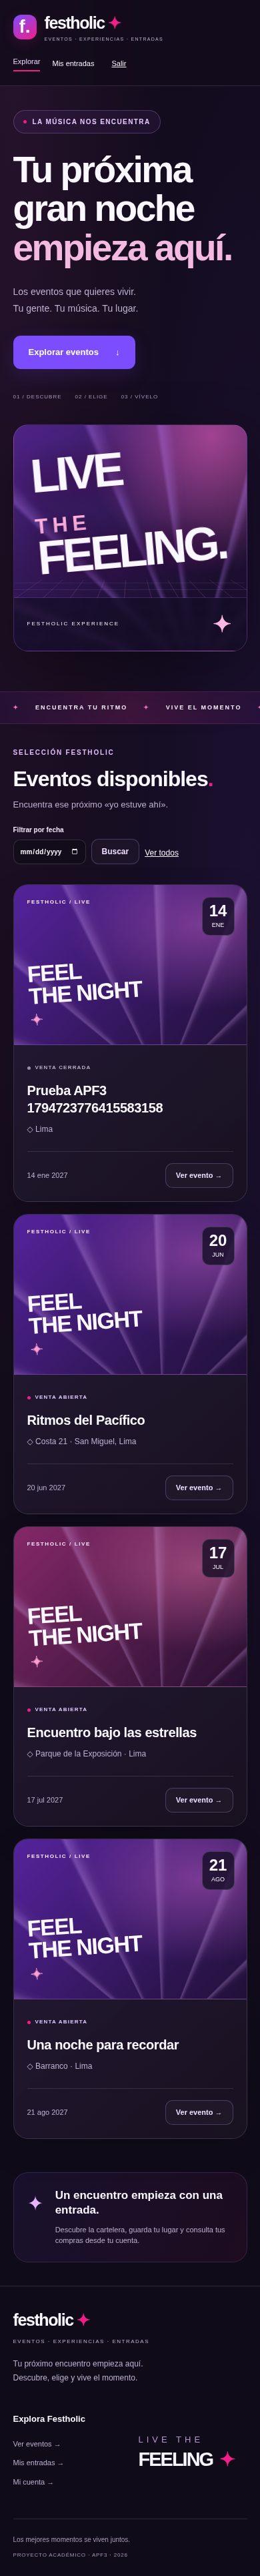 f.
festholic
EVENTOS · EXPERIENCIAS · ENTRADAS
Explorar Mis entradas Salir
LA MÚSICA NOS ENCUENTRA
Tu próxima
gran noche
empieza aquí.
Los eventos que quieres vivir.
Tu gente. Tu música. Tu lugar.
Explorar eventos ↓
01 / DESCUBRE 02 / ELIGE 03 / VÍVELO
LIVE
THE
FEELING.
FESTHOLIC EXPERIENCE
ENCUENTRA TU RITMO VIVE EL MOMENTO
SELECCIÓN FESTHOLIC
Eventos disponibles.
Encuentra ese próximo «yo estuve ahí».
Filtrar por fecha
mm/dd/yyyy Buscar Ver todos
FESTHOLIC / LIVE
14
ENE
FEEL
THE NIGHT
VENTA CERRADA
Prueba APF3
1794723776415583158
◇ Lima
14 ene 2027 Ver evento →
FESTHOLIC / LIVE
20
JUN
FEEL
THE NIGHT
VENTA ABIERTA
Ritmos del Pacífico
◇ Costa 21 · San Miguel, Lima
20 jun 2027 Ver evento →
FESTHOLIC / LIVE
17
JUL
FEEL
THE NIGHT
VENTA ABIERTA
Encuentro bajo las estrellas
◇ Parque de la Exposición · Lima
17 jul 2027 Ver evento →
FESTHOLIC / LIVE
21
AGO
FEEL
THE NIGHT
VENTA ABIERTA
Una noche para recordar
◇ Barranco · Lima
21 ago 2027 Ver evento →
Un encuentro empieza con una
entrada.
Descubre la cartelera, guarda tu lugar y consulta tus
compras desde tu cuenta.
festholic
EVENTOS · EXPERIENCIAS · ENTRADAS
Tu próximo encuentro empieza aquí.
Descubre, elige y vive el momento.
Explora Festholic
Ver eventos →
Mis entradas →
Mi cuenta →
LIVE THE
FEELING
Los mejores momentos se viven juntos.
PROYECTO ACADÉMICO · APF3 · 2026